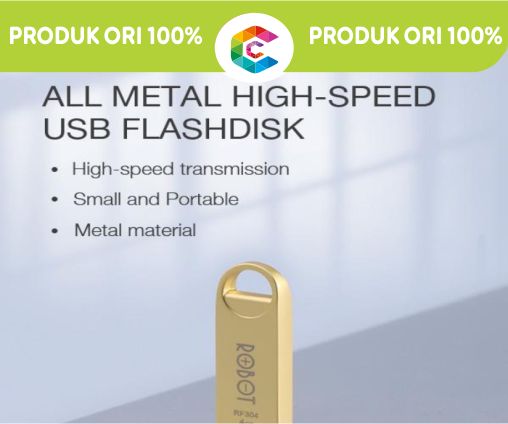 PRODUK ORI 100% C PRODUK ORI 100%
ALL METAL HIGH-SPEED
USB FLASHDISK
• High-speed transmission
• Small and Portable
• Metal material
ROBOT
RF304